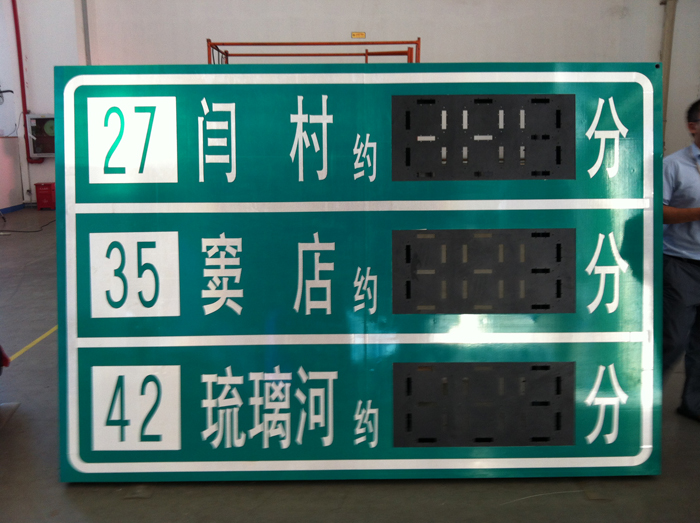 27 闫村 约 分
35 窦店 约 分
42 琉璃河 约 分